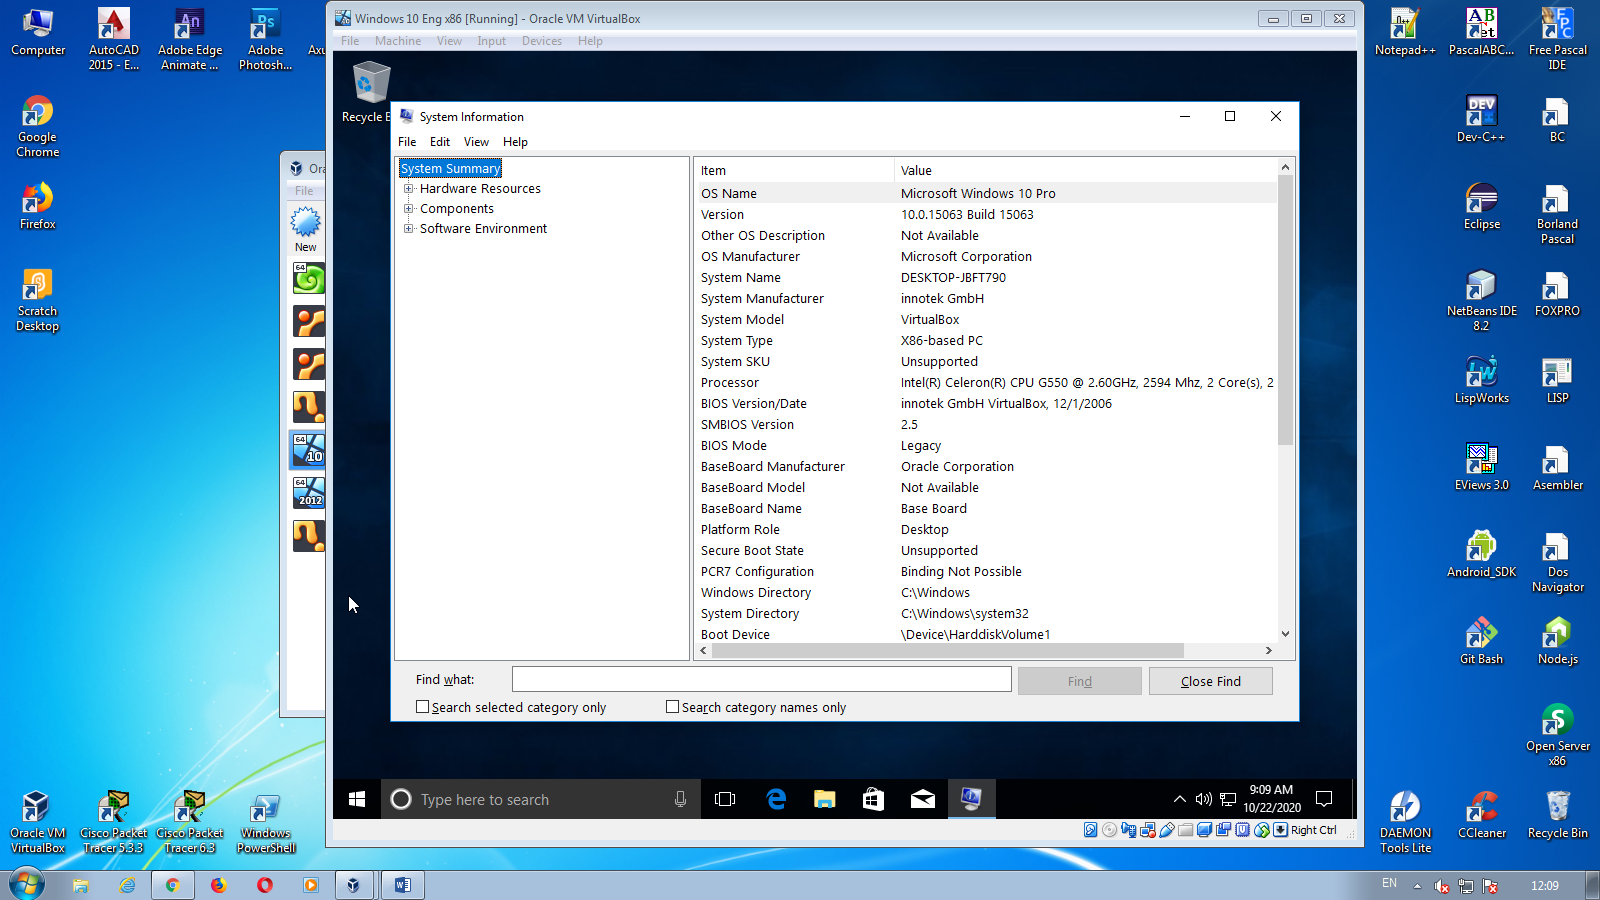 Computer
AutoCAD
2015 - E...
Adobe Edge
Animate ...
Adobe
Photosh...
Axu
Google
Chrome
Firefox
Scratch
Desktop
Ora
File
New
64
64
10
64
2012
Windows 10 Eng x86 [Running] - Oracle VM VirtualBox
File Machine View Input Devices Help
Recycle B
System Information
File Edit View Help
System Summary
Hardware Resources
Components
Software Environment
Item Value
OS Name Microsoft Windows 10 Pro
Version 10.0.15063 Build 15063
Other OS Description Not Available
OS Manufacturer Microsoft Corporation
System Name DESKTOP-JBFT790
System Manufacturer innotek GmbH
System Model VirtualBox
System Type X86-based PC
System SKU Unsupported
Processor Intel(R) Celeron(R) CPU G550 @ 2.60GHz, 2594 Mhz, 2 Core(s), 2
BIOS Version/Date innotek GmbH VirtualBox, 12/1/2006
SMBIOS Version 2.5
BIOS Mode Legacy
BaseBoard Manufacturer Oracle Corporation
BaseBoard Model Not Available
BaseBoard Name Base Board
Platform Role Desktop
Secure Boot State Unsupported
PCR7 Configuration Binding Not Possible
Windows Directory C:\Windows
System Directory C:\Windows\system32
Boot Device \Device\HarddiskVolume1
Find what:
Find
Close Find
Search selected category only
Search category names only
Type here to search
9:09 AM
10/22/2020
Right Ctrl
Notepad++
PascalABC...
Free Pascal
IDE
Dev-C++
BC
Eclipse
Borland
Pascal
NetBeans IDE
8.2
FOXPRO
LispWorks
LISP
EViews 3.0
Asembler
Android_SDK
Dos
Navigator
Git Bash
Node.js
Open Server
x86
DAEMON
Tools Lite
CCleaner
Recycle Bin
Oracle VM
VirtualBox
Cisco Packet
Tracer 5.3.3
Cisco Packet
Tracer 6.3
Windows
PowerShell
EN
12:09